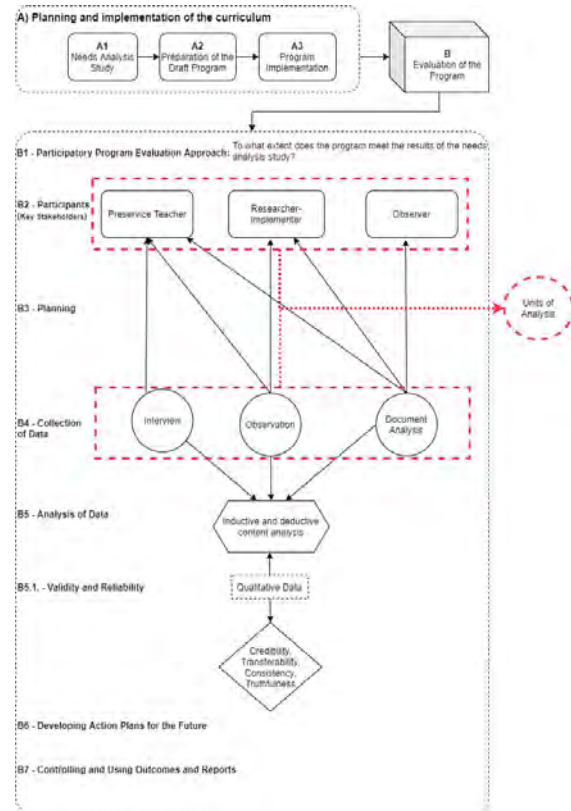 A) Planning and implementation of the curriculum
A1
Needs Analysis
Study
A2
Preparation of the
Draft Program
A3
Program
Implementation
B
Evaluation of the
Program
B1 - Participatory Program Evaluation Approach: To what extent does the program meet the results of the needs
analysis study?
B2 - Participants
(Key Stakeholders)
Preservice Teacher
Researcher-
Implementer
Observer
B3 - Planning
Units of
Analysis
B4 - Collection
of Data
Interview
Observation
Document
Analysis
B5 - Analysis of Data
Inductive and deductive
content analysis
B5.1. - Validity and Reliability
Qualitative Data
Credibility,
Transferability,
Consistency,
Truthfulness
B6 - Developing Action Plans for the Future
B7 - Controlling and Using Outcomes and Reports